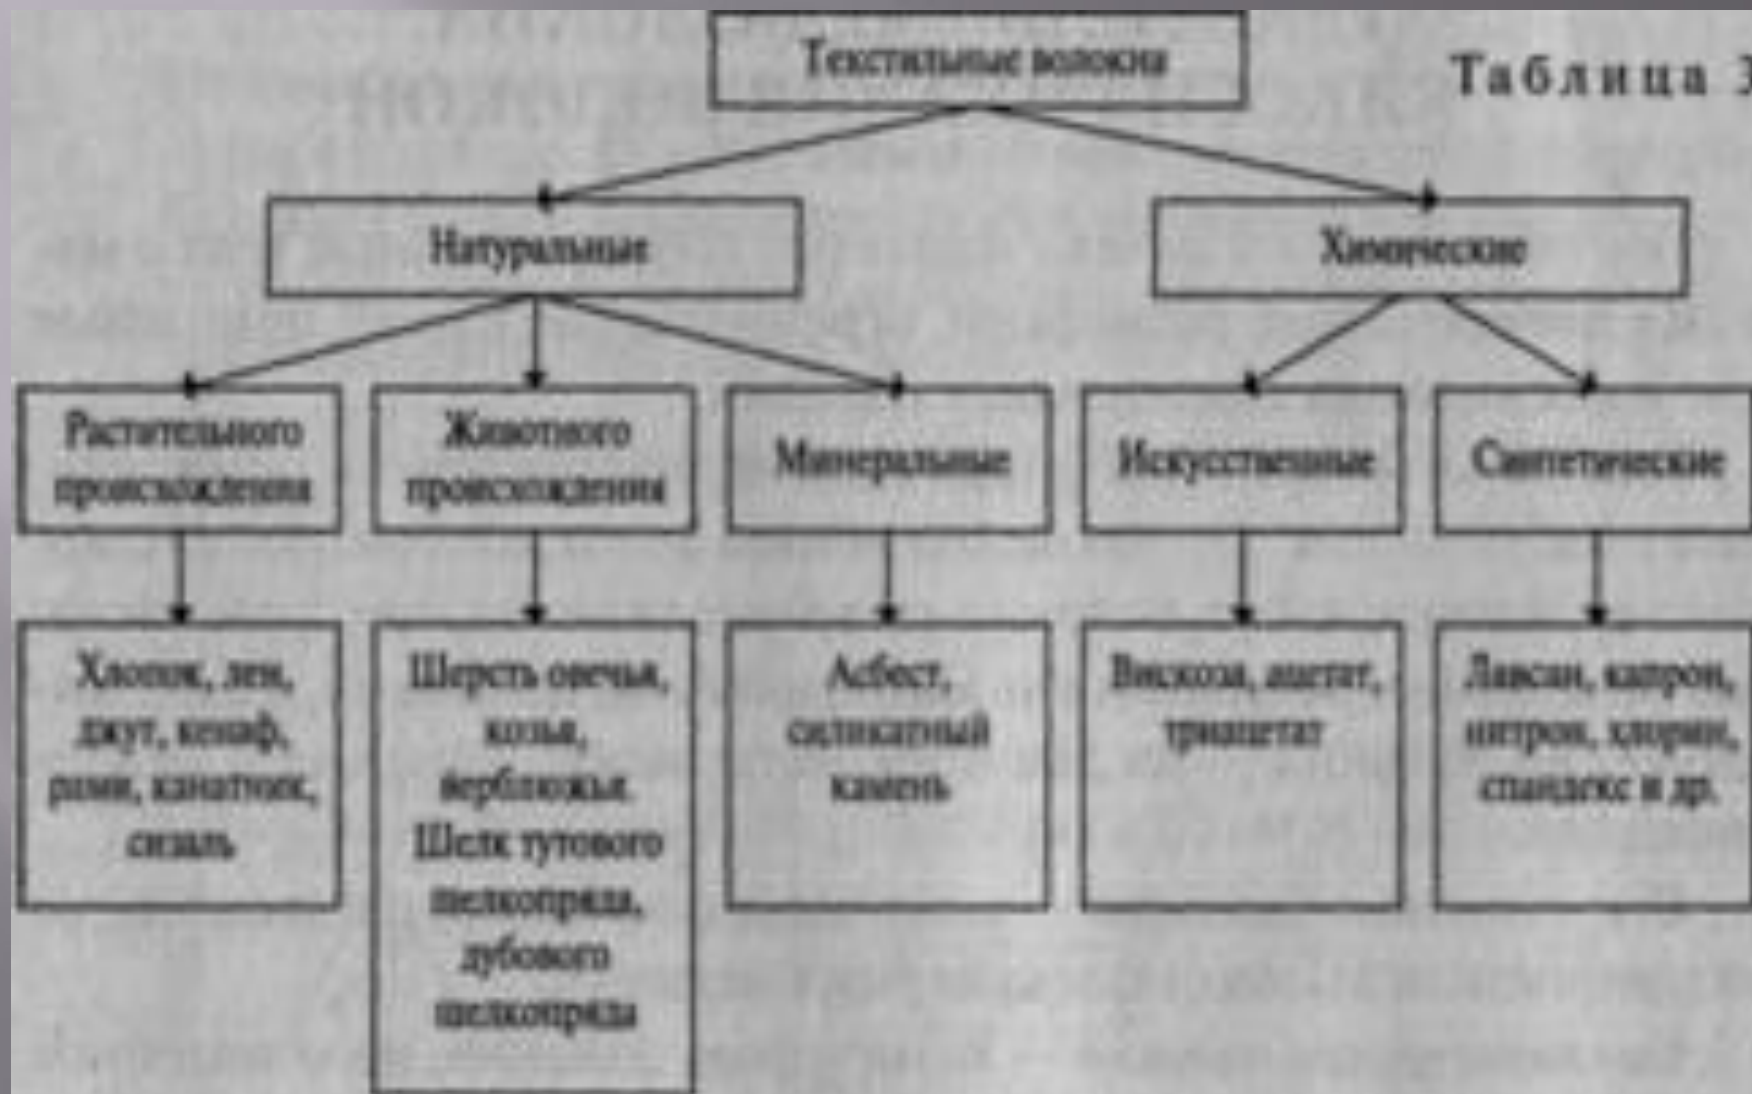 Текстильные волокна
Таблица 3
Натуральные
Химические
Растительного
происхождения
Животного
происхождения
Минеральные
Искусственные
Синтетические
Хлопок, лен,
джут, кенаф,
рами, канатник,
сизаль
Шерсть овечья,
козья,
верблюжья.
Шелк тутового
шелкопряда,
дубового
шелкопряда
Асбест,
силикатный
камень
Вискоза, ацетат,
триацетат
Лавсан, капрон,
нитрон, хлорин,
спандекс и др.